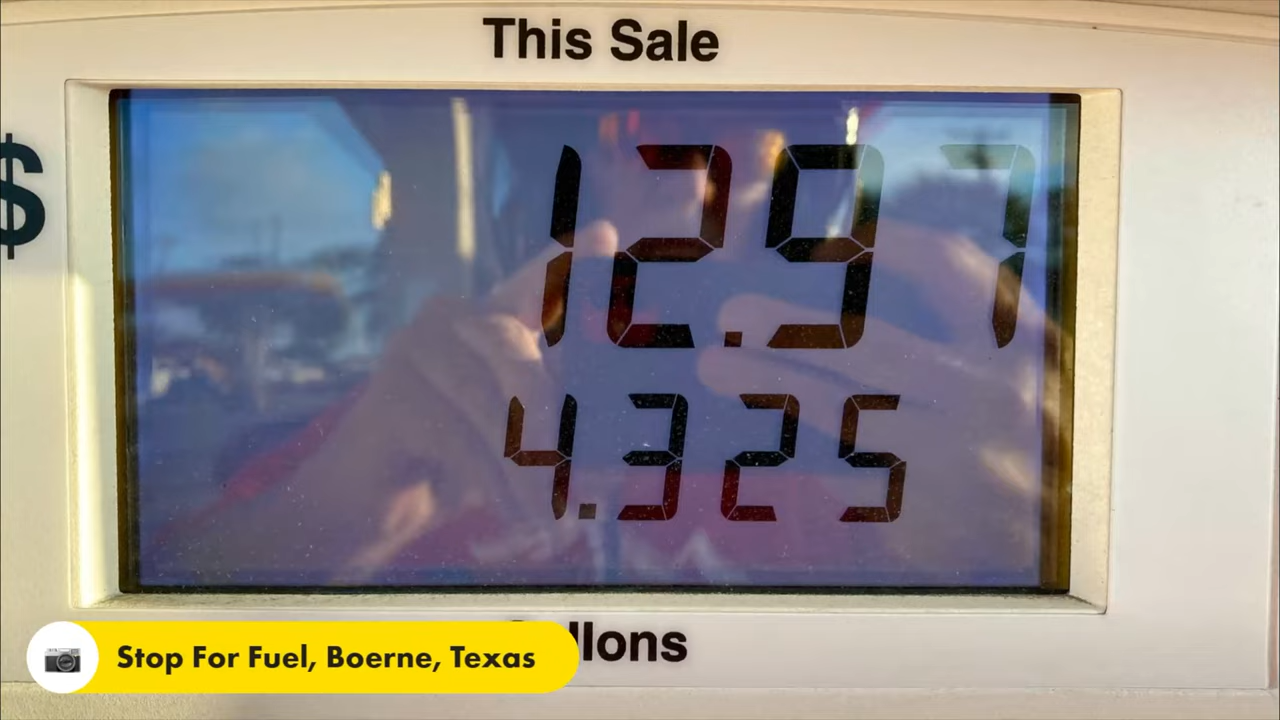 This Sale
$
12.97
4.325
llons
Stop For Fuel, Boerne, Texas